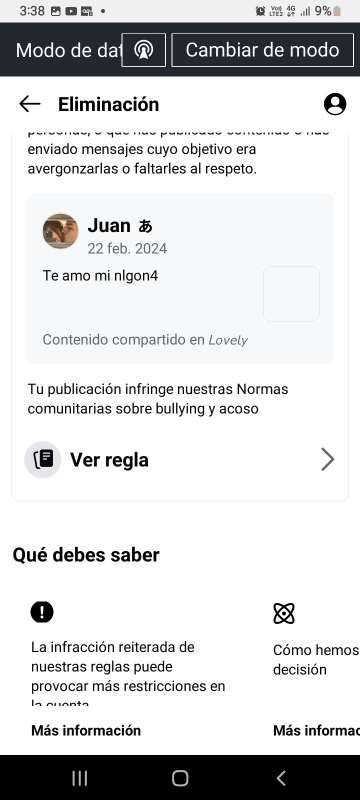 3:38 9%
Modo de dat Cambiar de modo
Eliminación
enviado mensajes cuyo objetivo era
avergonzarlas o faltarles al respeto.
Juan あ
22 feb. 2024
Te amo mi nlgon4
Contenido compartido en Lovely
Tu publicación infringe nuestras Normas
comunitarias sobre bullying y acoso
Ver regla
Qué debes saber
La infracción reiterada de
nuestras reglas puede
provocar más restricciones en
la cuenta.
Más información
Cómo hemos
decisión
Más informac